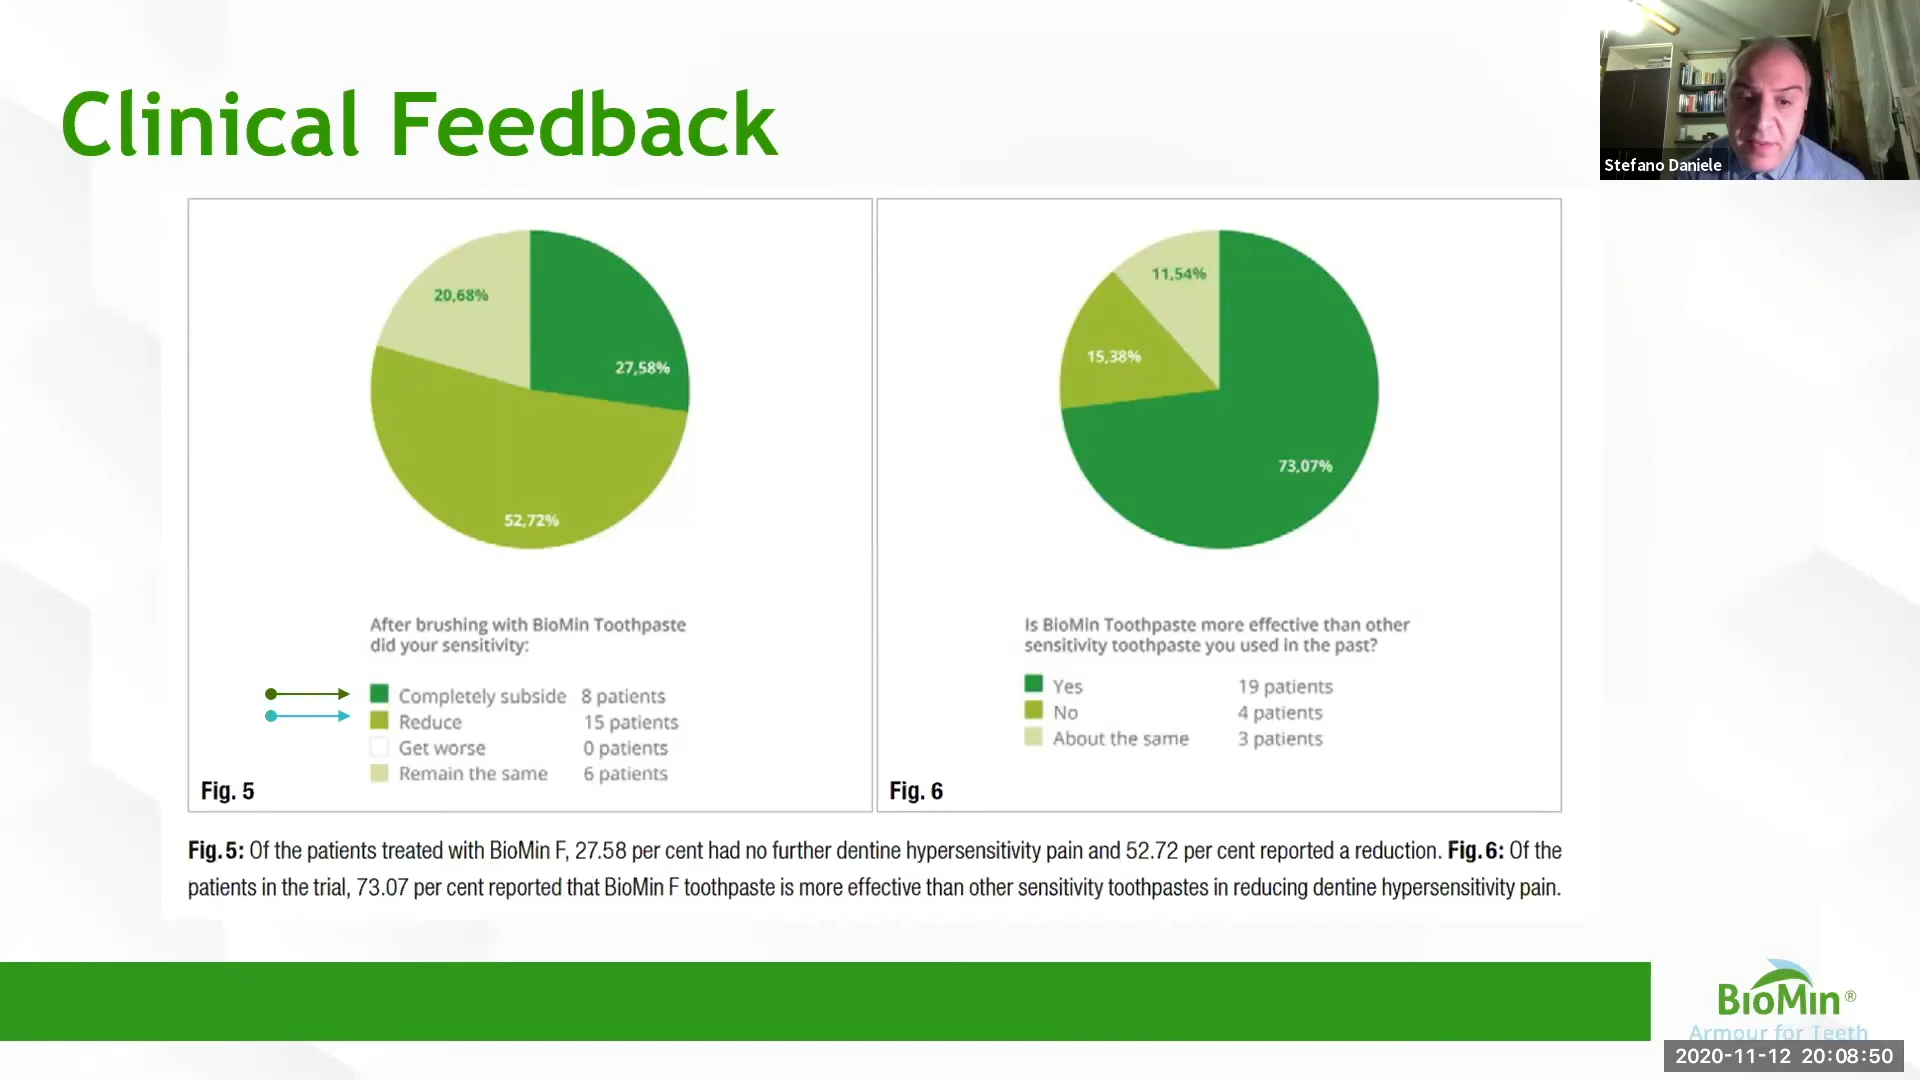 Clinical Feedback
Stefano Daniele
20,68%
27,58%
52,72%
After brushing with BioMin Toothpaste
did your sensitivity:
Completely subside 8 patients
Reduce 15 patients
Get worse 0 patients
Remain the same 6 patients
Fig. 5
11,54%
15,38%
73,07%
Is BioMin Toothpaste more effective than other
sensitivity toothpaste you used in the past?
Yes 19 patients
No 4 patients
About the same 3 patients
Fig. 6
Fig. 5: Of the patients treated with BioMin F, 27.58 per cent had no further dentine hypersensitivity pain and 52.72 per cent reported a reduction. Fig. 6: Of the
patients in the trial, 73.07 per cent reported that BioMin F toothpaste is more effective than other sensitivity toothpastes in reducing dentine hypersensitivity pain.
BioMin®
Armour for Teeth
2020-11-12 20:08:50